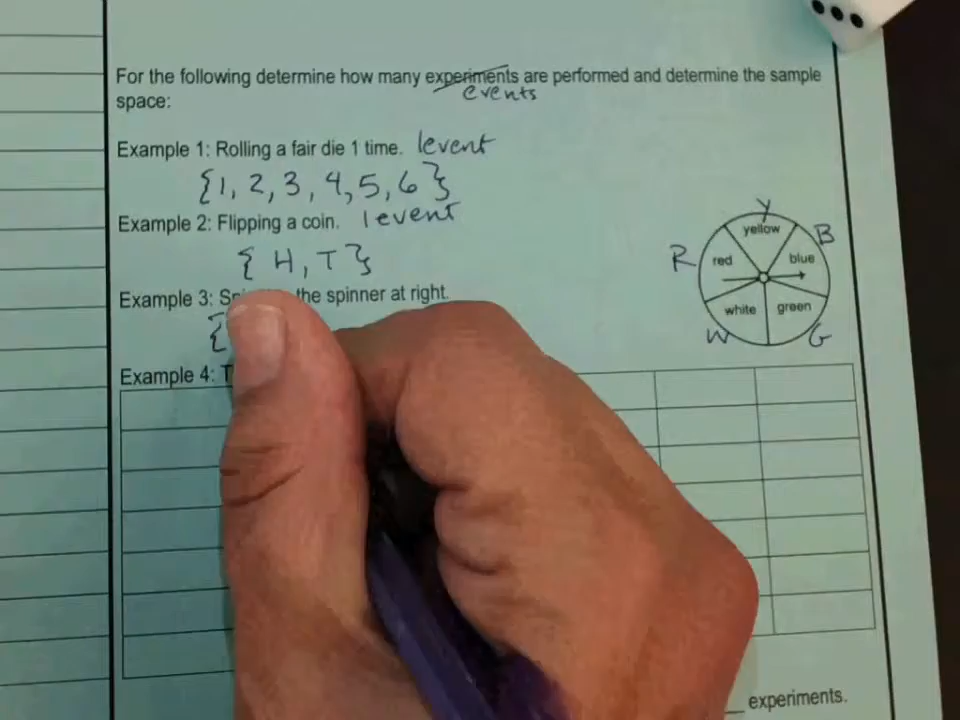 For the following determine how many experiments are performed and determine the sample
events
space:
Example 1: Rolling a fair die 1 time. 1event
{1, 2, 3, 4, 5, 6}
Example 2: Flipping a coin. 1event
{ H, T }
Example 3: the spinner at right.
{
Example 4:
Y
yellow
B
R
red
blue
white
green
W
G
experiments.